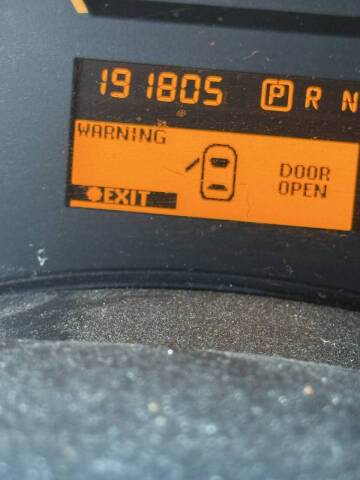 191805 P R N
WARNING
DOOR
OPEN
EXIT